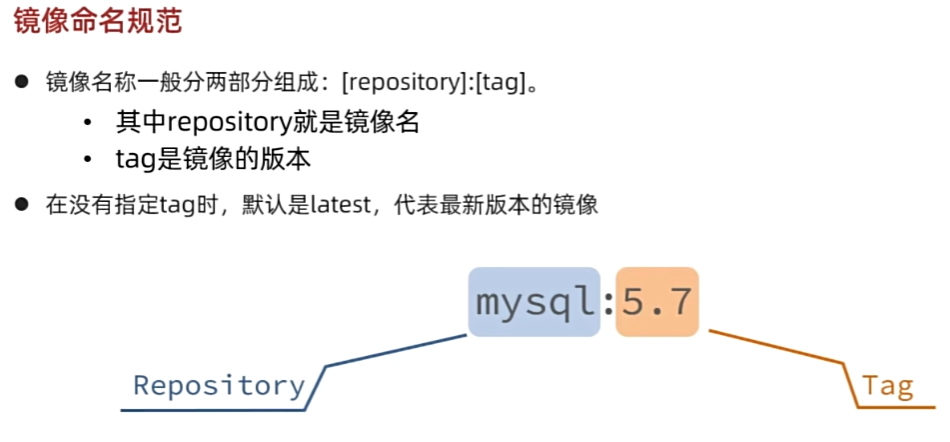 镜像命名规范
● 镜像名称一般分两部分组成：[repository]:[tag]。
• 其中repository就是镜像名
• tag是镜像的版本
● 在没有指定tag时，默认是latest，代表最新版本的镜像
mysql:5.7
Repository
Tag